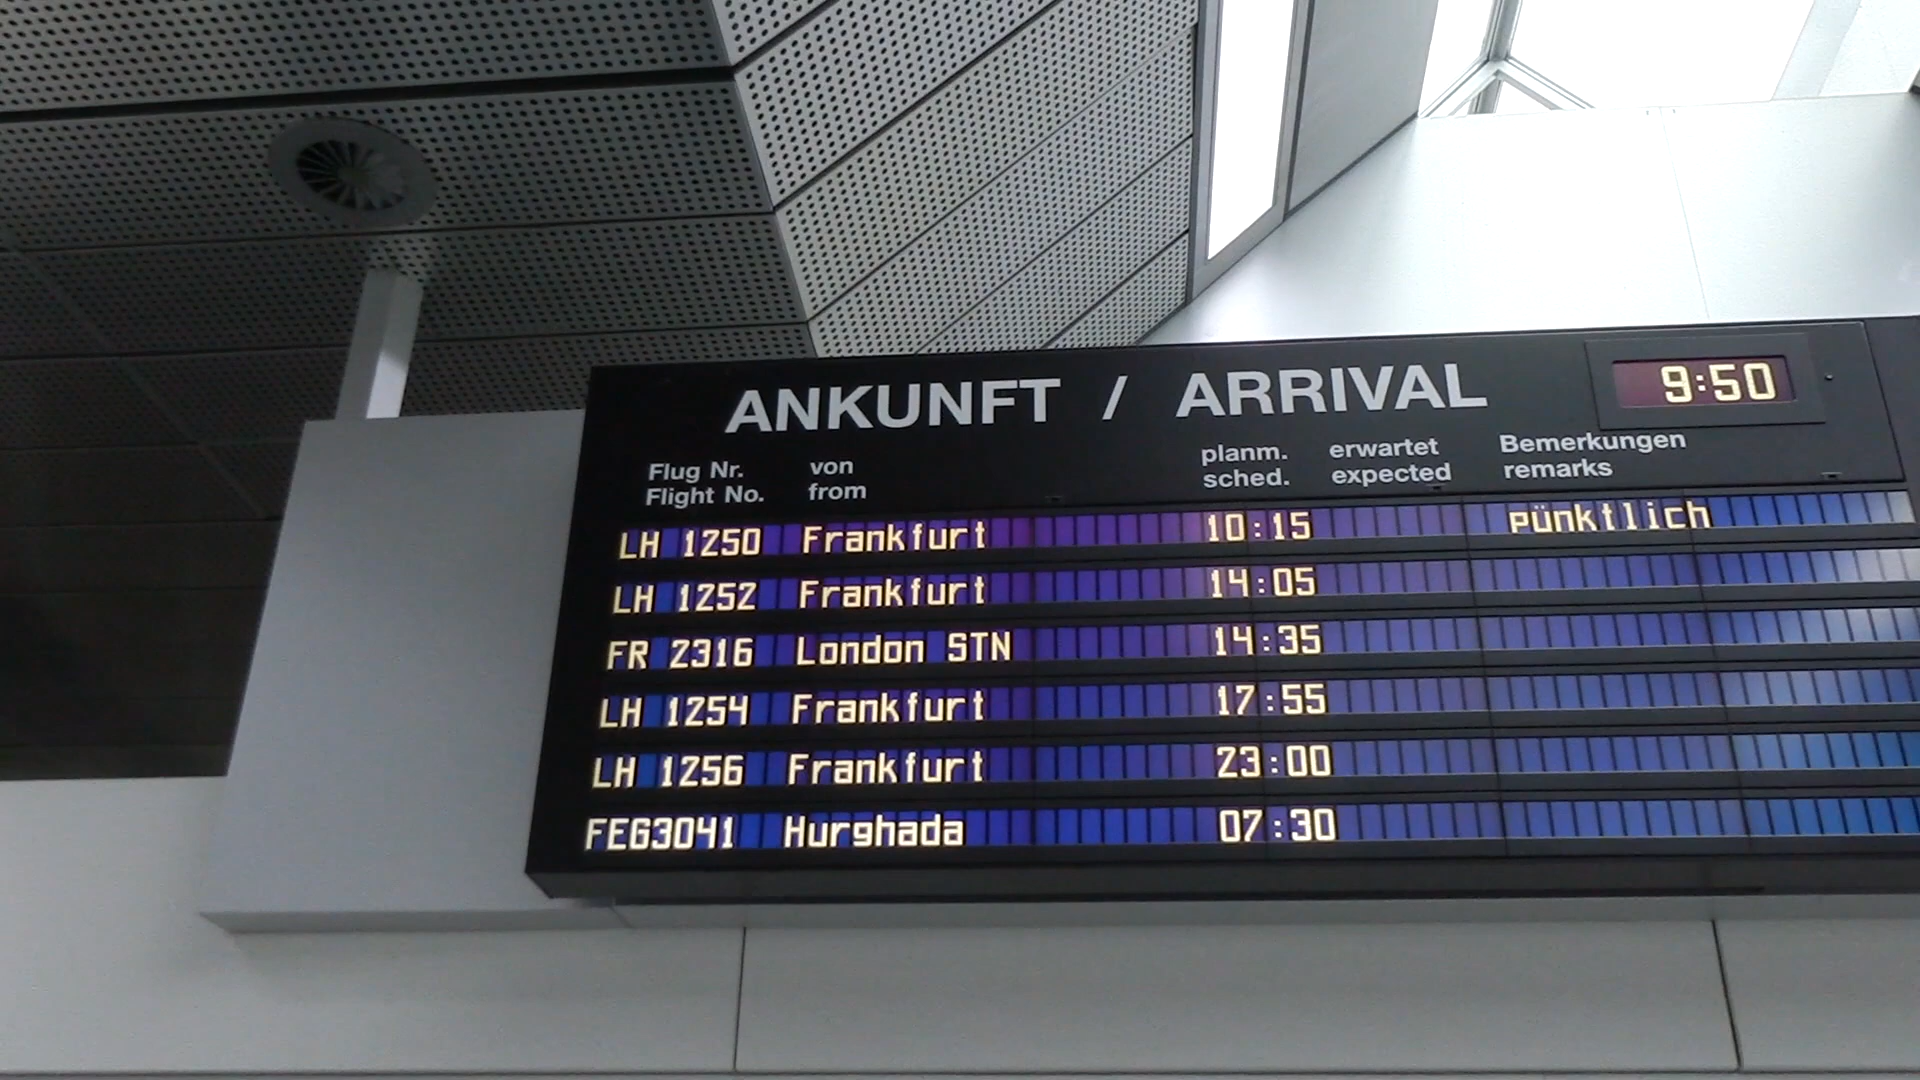 ANKUNFT / ARRIVAL 9:50
Flug Nr. von planm. erwartet Bemerkungen
Flight No. from sched. expected remarks
LH 1250 Frankfurt 10:15 pünktlich
LH 1252 Frankfurt 14:05
FR 2316 London STN 14:35
LH 1254 Frankfurt 17:55
LH 1256 Frankfurt 23:00
FE63041 Hurghada 07:30